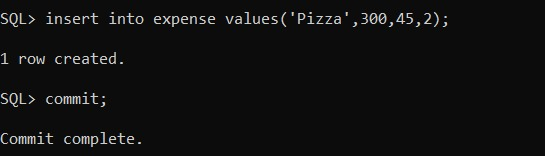 SQL> insert into expense values('Pizza',300,45,2);
1 row created.
SQL> commit;
Commit complete.